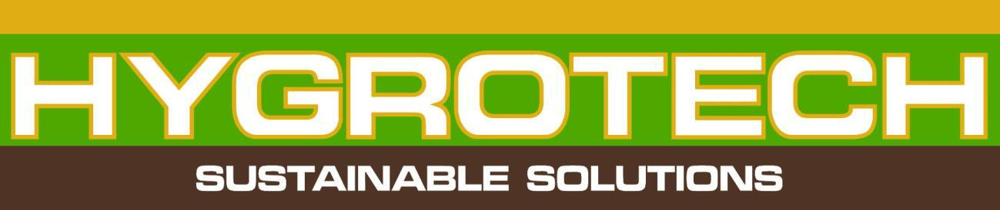 HYGROTECH
SUSTAINABLE SOLUTIONS